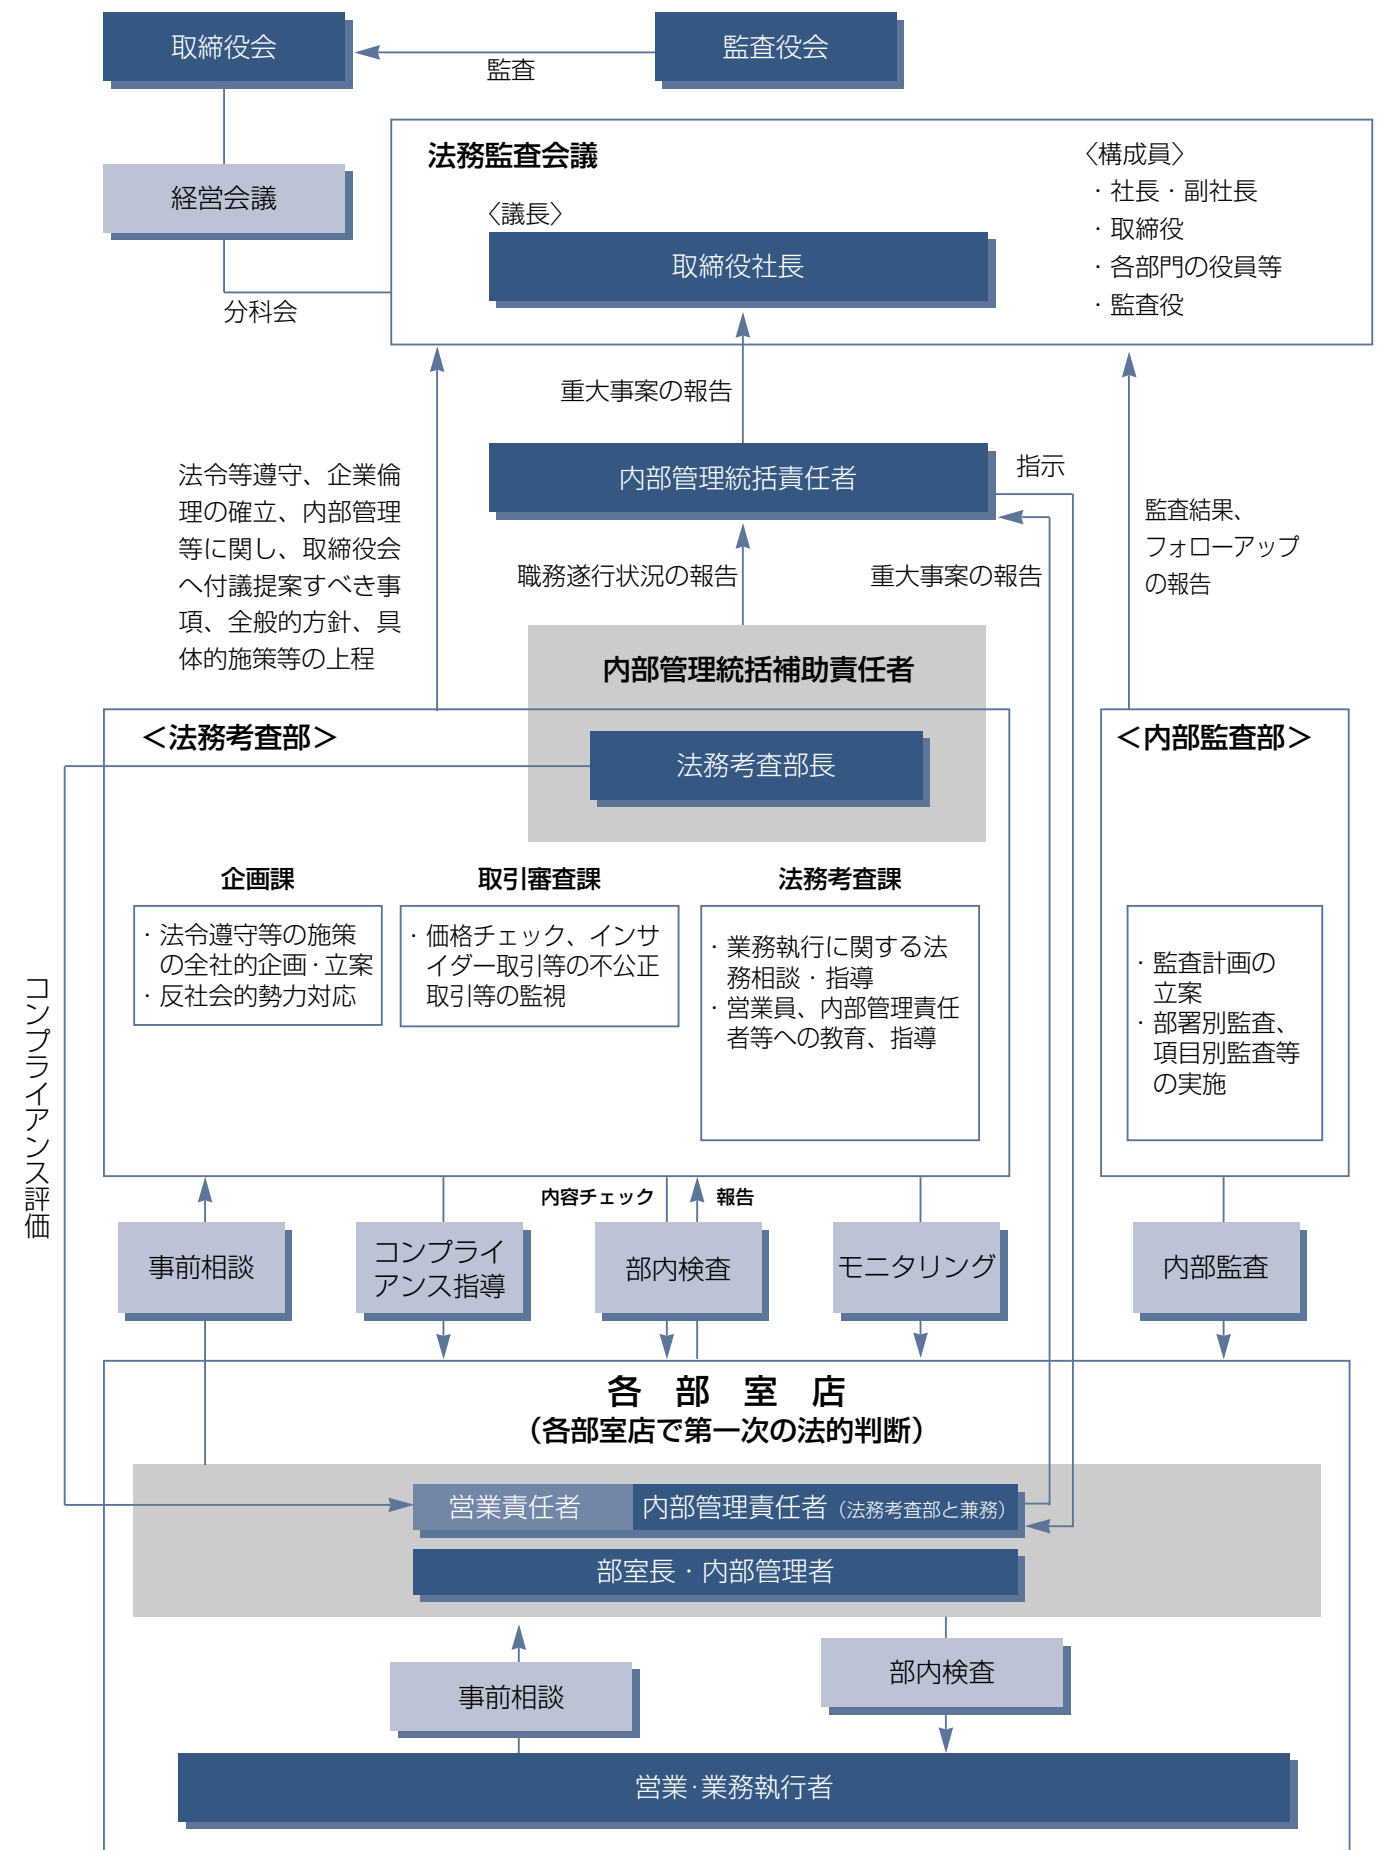 取締役会
監査役会
監査
経営会議
分科会
法務監査会議
〈議長〉
取締役社長
〈構成員〉
・社長・副社長
・取締役
・各部門の役員等
・監査役
重大事案の報告
内部管理統括責任者
指示
法令等遵守、企業倫
理の確立、内部管理
等に関し、取締役会
へ付議提案すべき事
項、全般的方針、具
体的施策等の上程
職務遂行状況の報告
重大事案の報告
監査結果、
フォローアップ
の報告
内部管理統括補助責任者
＜法務考査部＞
法務考査部長
＜内部監査部＞
企画課
・法令遵守等の施策
の全社的企画・立案
・反社会的勢力対応
取引審査課
・価格チェック、インサ
イダー取引等の不公正
取引等の監視
法務考査課
・業務執行に関する法
務相談・指導
・営業員、内部管理責任
者等への教育、指導
・監査計画の
立案
・部署別監査、
項目別監査等
の実施
コンプライアンス評価
内容チェック
報告
事前相談
コンプライ
アンス指導
部内検査
モニタリング
内部監査
各部室店
（各部室店で第一次の法的判断）
営業責任者
内部管理責任者（法務考査部と兼務）
部室長・内部管理者
事前相談
部内検査
営業・業務執行者